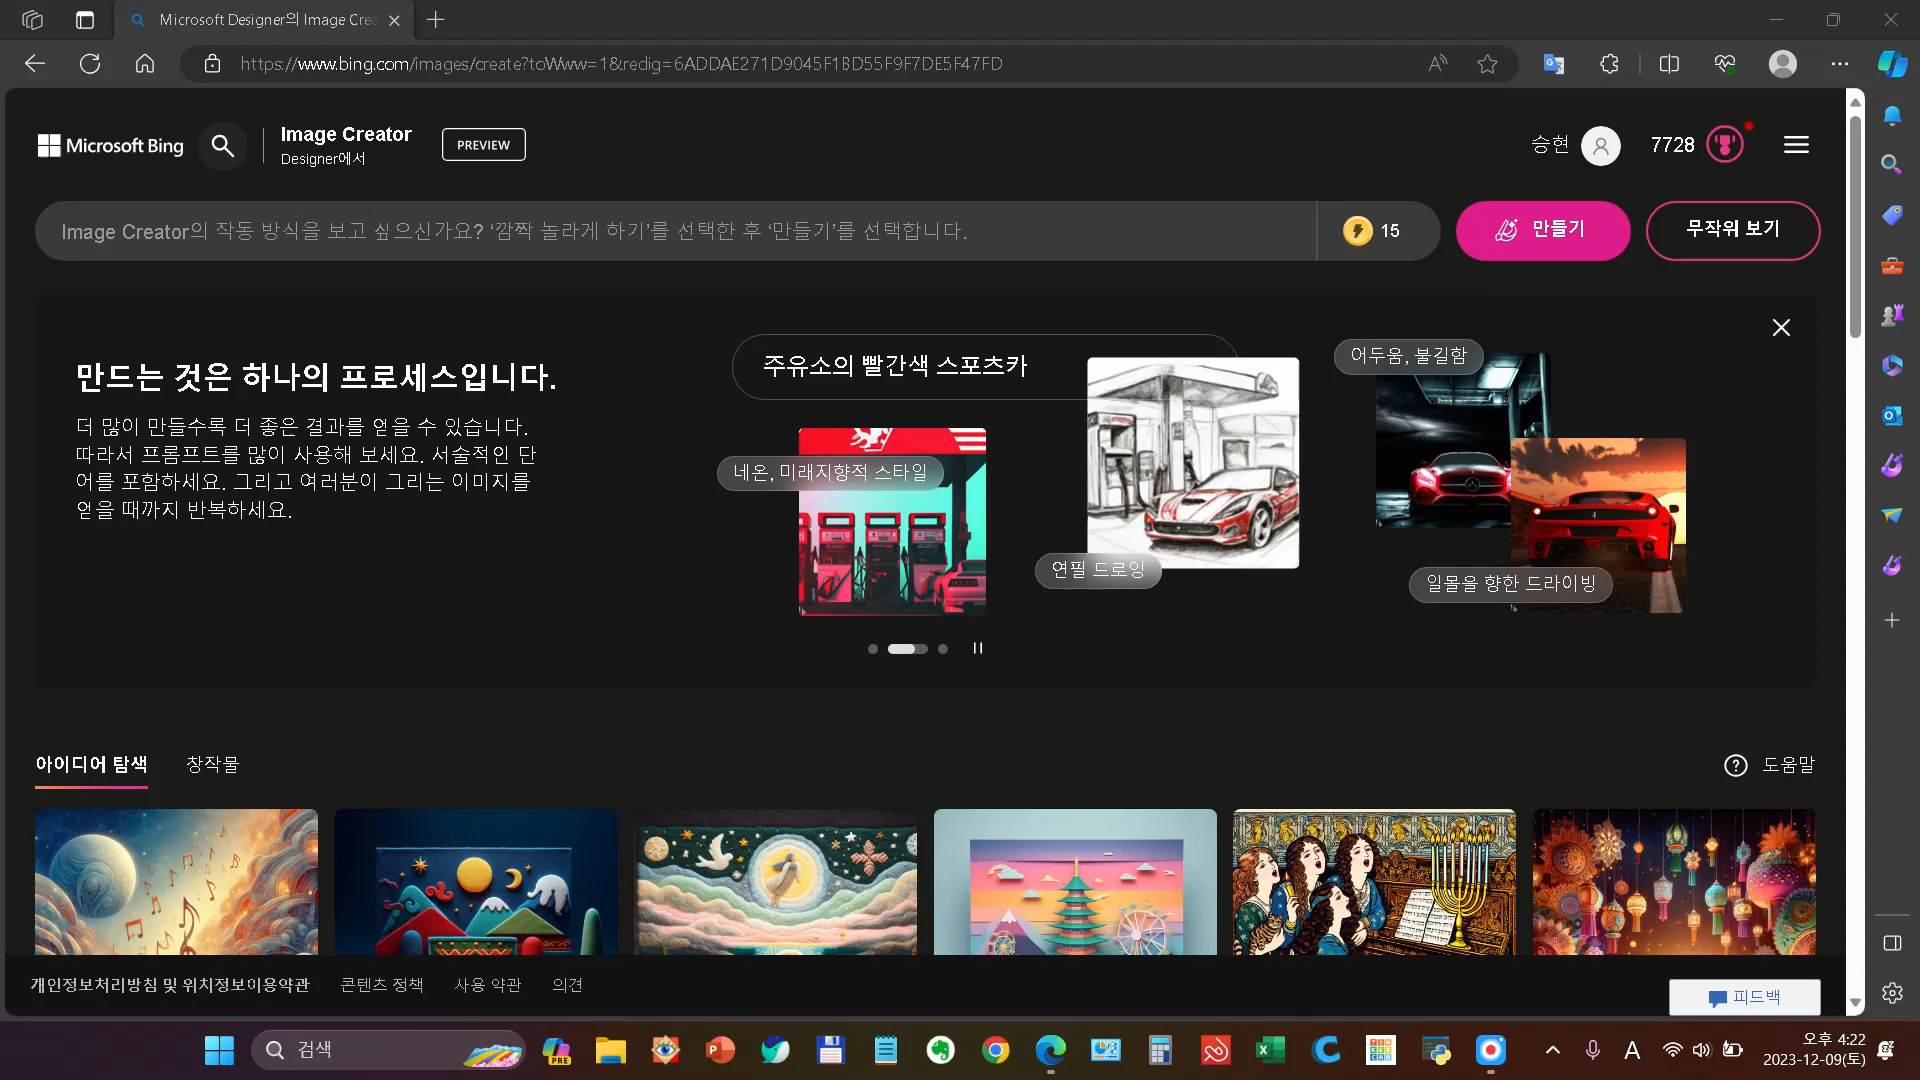 Microsoft Designer의 Image Crea
https://www.bing.com/images/create?toWww=1&redig=6ADDAE271D9045F1BD55F9F7DE5F47FD
Microsoft Bing
Image Creator
Designer에서
PREVIEW
승현
7728
Image Creator의 작동 방식을 보고 싶으신가요? ‘깜짝 놀라게 하기’를 선택한 후 ‘만들기’를 선택합니다.
15
만들기
무작위 보기
만드는 것은 하나의 프로세스입니다.
더 많이 만들수록 더 좋은 결과를 얻을 수 있습니다.
따라서 프롬프트를 많이 사용해 보세요. 서술적인 단
어를 포함하세요. 그리고 여러분이 그리는 이미지를
얻을 때까지 반복하세요.
주유소의 빨간색 스포츠카
네온, 미래지향적 스타일
연필 드로잉
어두움, 불길함
일몰을 향한 드라이빙
아이디어 탐색
창작물
도움말
개인정보처리방침 및 위치정보이용약관
콘텐츠 정책
사용 약관
의견
피드백
검색
PRE
A
오후 4:22
2023-12-09(토)